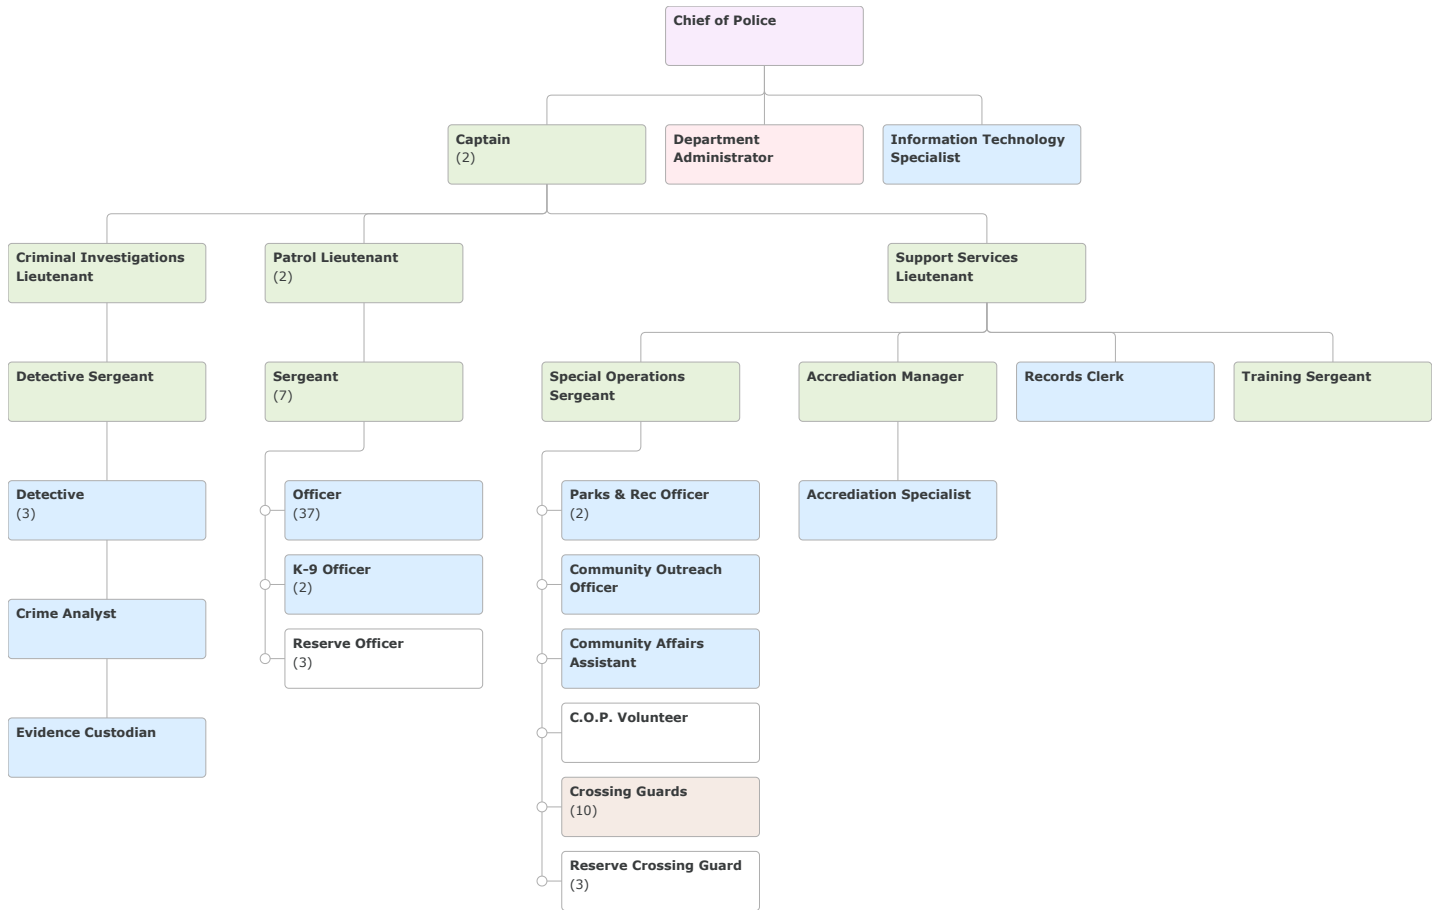 Chief of Police
Captain
(2)
Department
Administrator
Information Technology
Specialist
Criminal Investigations
Lieutenant
Patrol Lieutenant
(2)
Support Services
Lieutenant
Detective Sergeant
Sergeant
(7)
Special Operations
Sergeant
Accrediation Manager
Records Clerk
Training Sergeant
Detective
(3)
Officer
(37)
Parks & Rec Officer
(2)
Accrediation Specialist
K-9 Officer
(2)
Community Outreach
Officer
Crime Analyst
Reserve Officer
(3)
Community Affairs
Assistant
Evidence Custodian
C.O.P. Volunteer
Crossing Guards
(10)
Reserve Crossing Guard
(3)